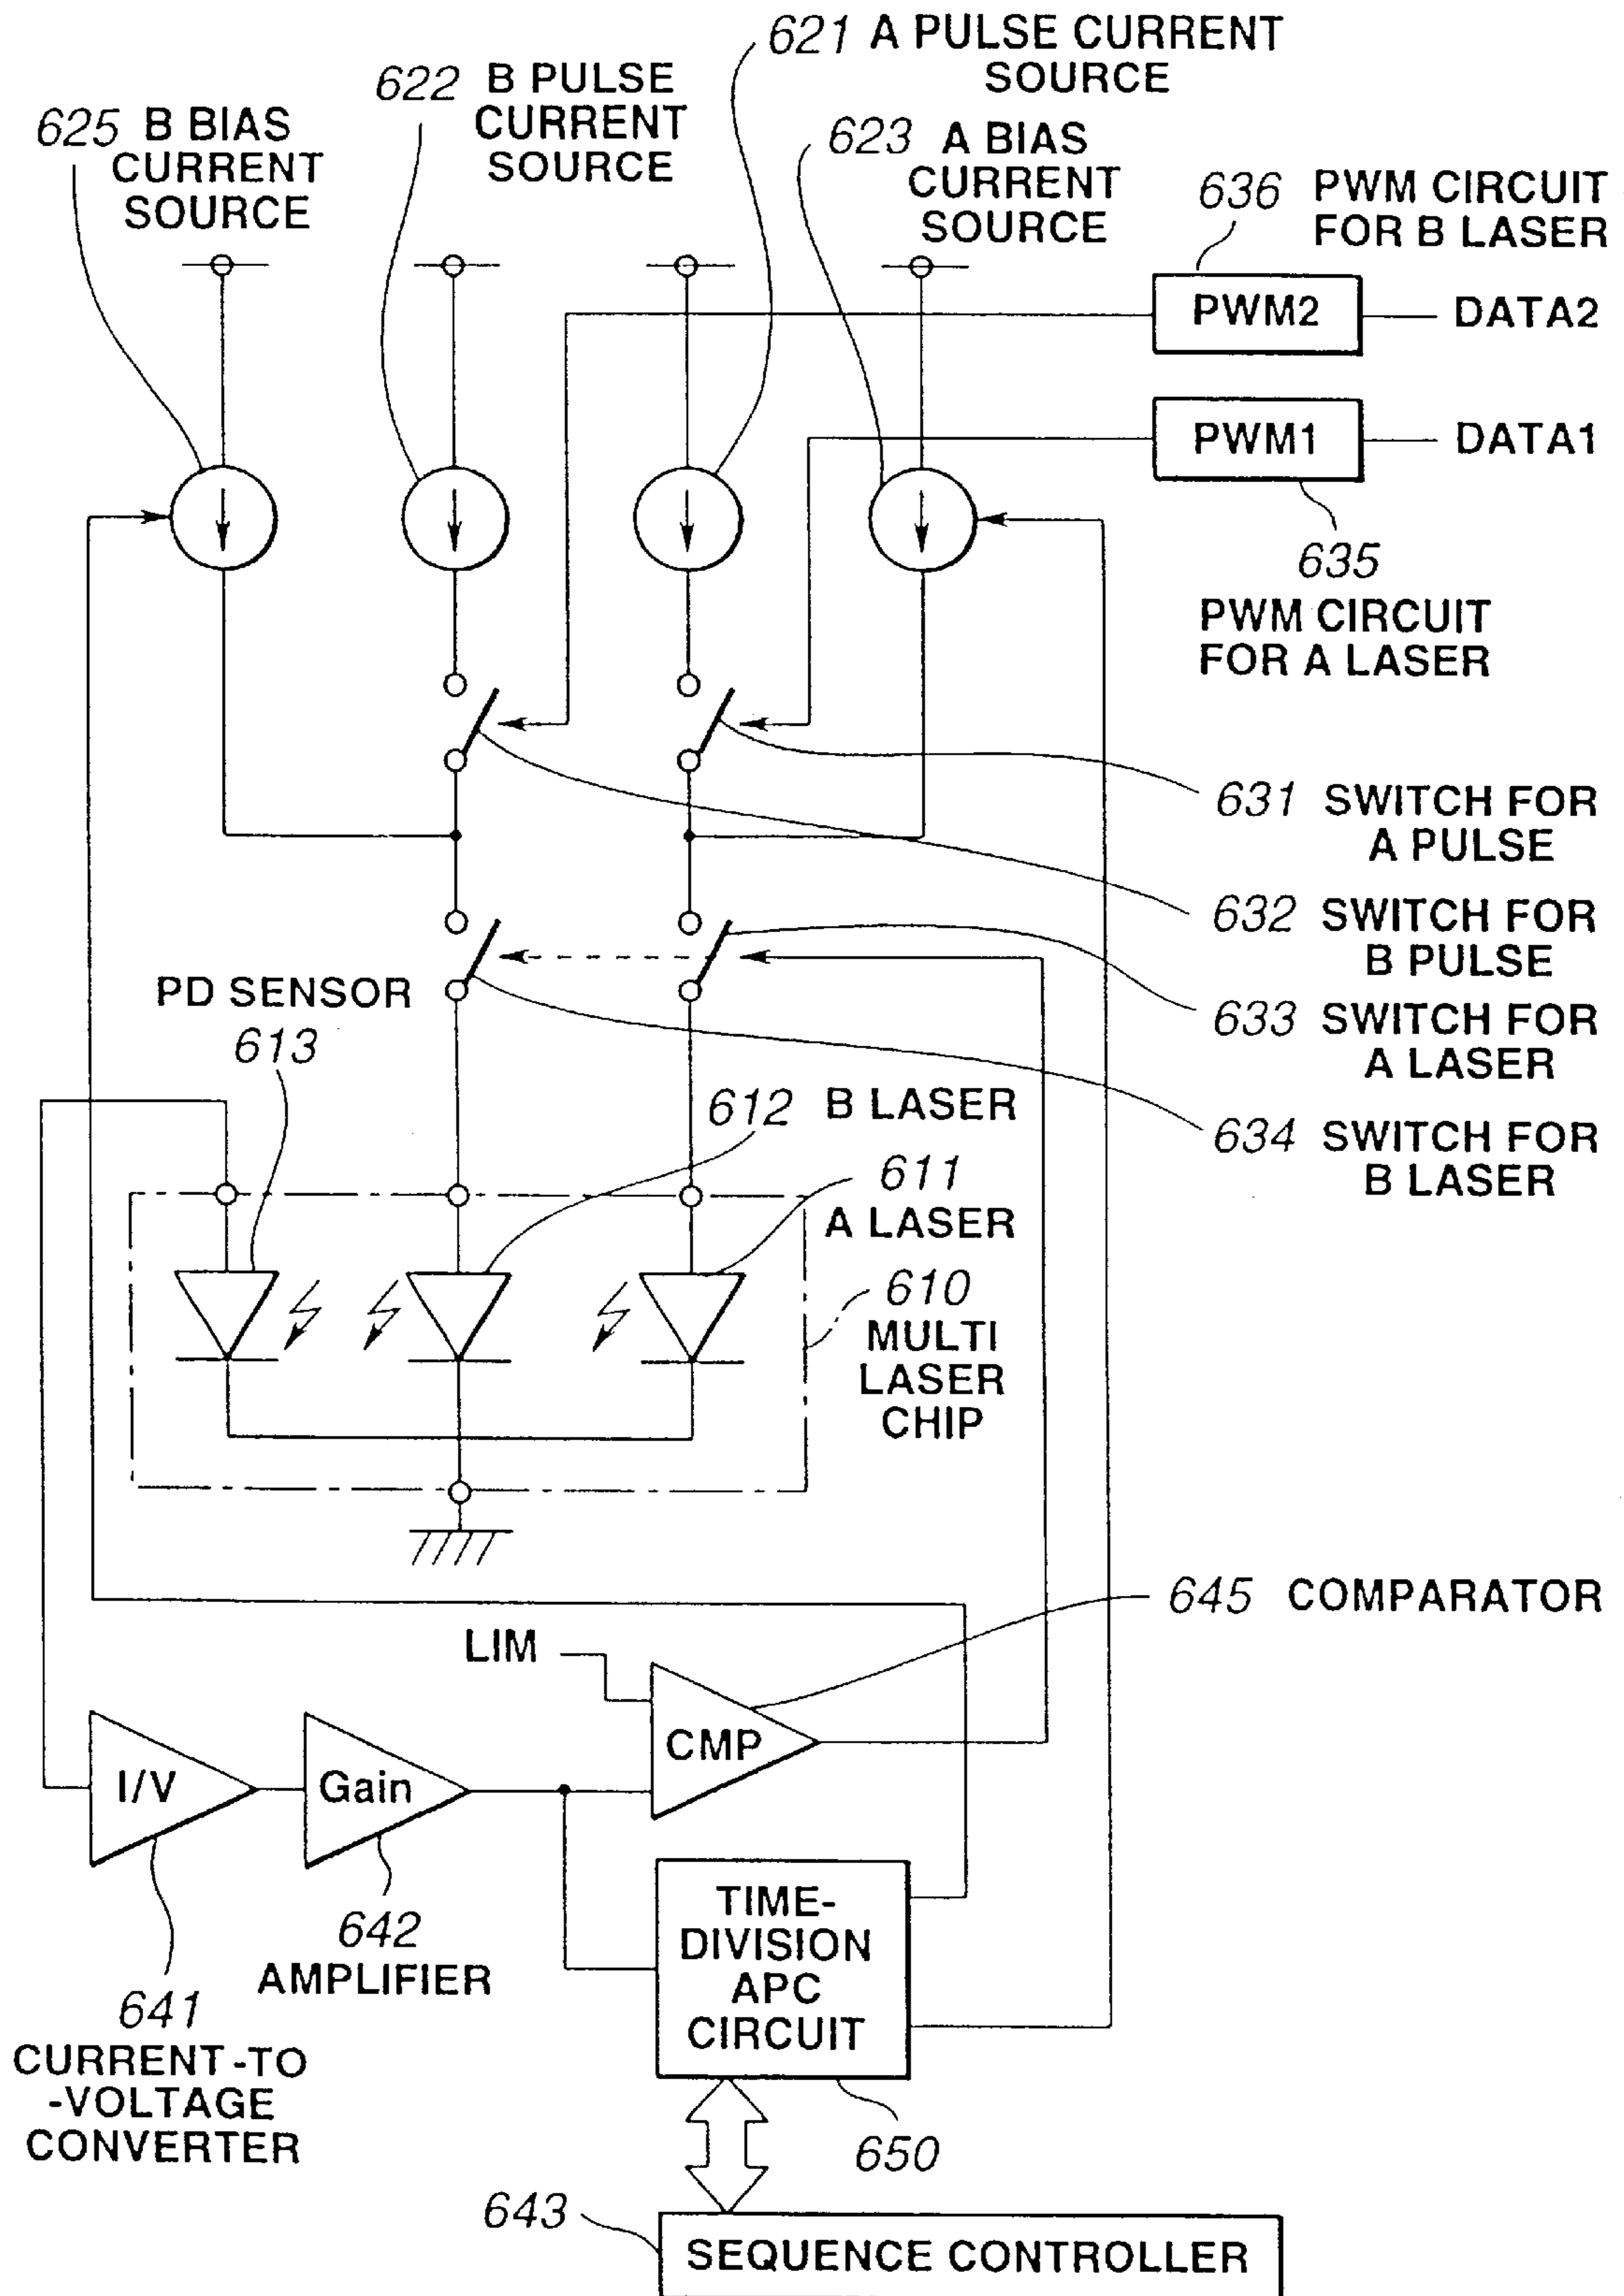 621 A PULSE CURRENT
SOURCE
622 B PULSE
CURRENT
SOURCE
625 B BIAS
CURRENT
SOURCE
623 A BIAS
CURRENT
SOURCE
636 PWM CIRCUIT
FOR B LASER
PWM2
DATA2
PWM1
DATA1
635
PWM CIRCUIT
FOR A LASER
631 SWITCH FOR
A PULSE
632 SWITCH FOR
B PULSE
633 SWITCH FOR
A LASER
634 SWITCH FOR
B LASER
PD SENSOR
613
612 B LASER
611
A LASER
610
MULTI
LASER
CHIP
645 COMPARATOR
LIM
CMP
I/V
Gain
642
AMPLIFIER
641
CURRENT-TO
-VOLTAGE
CONVERTER
TIME-
DIVISION
APC
CIRCUIT
650
643
SEQUENCE CONTROLLER